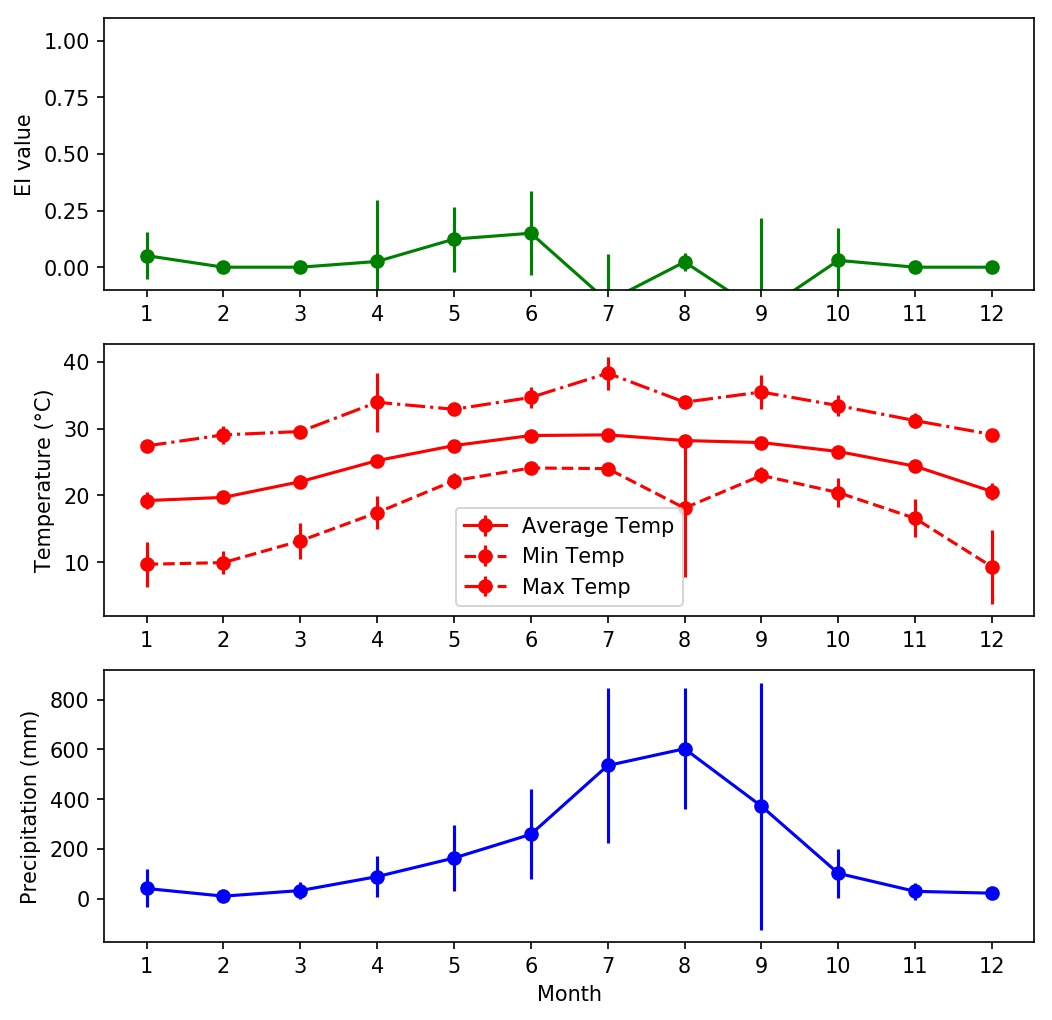 1.00
0.75
0.50
0.25
0.00
EI value
1 2 3 4 5 6 7 8 9 10 11 12
40
30
20
10
Temperature (°C)
Average Temp
Min Temp
Max Temp
1 2 3 4 5 6 7 8 9 10 11 12
800
600
400
200
0
Precipitation (mm)
1 2 3 4 5 6 7 8 9 10 11 12
Month